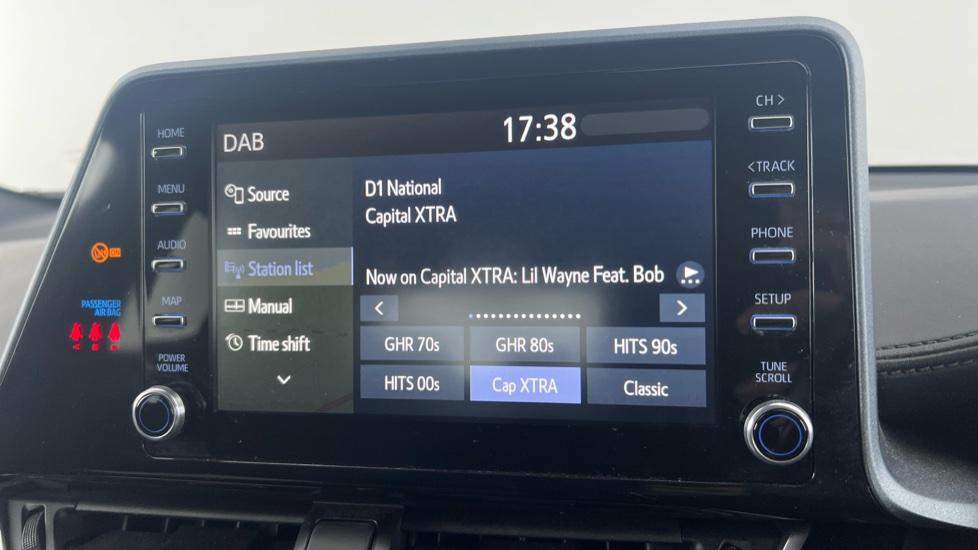 HOME
MENU
AUDIO
MAP
POWER
VOLUME
ON
PASSENGER
AIR BAG
A B
DAB
17:38
Source
Favourites
Station list
Manual
Time shift
D1 National
Capital XTRA
Now on Capital XTRA: Lil Wayne Feat. Bob
GHR 70s
GHR 80s
HITS 90s
HITS 00s
Cap XTRA
Classic
CH >
< TRACK
PHONE
SETUP
TUNE
SCROLL